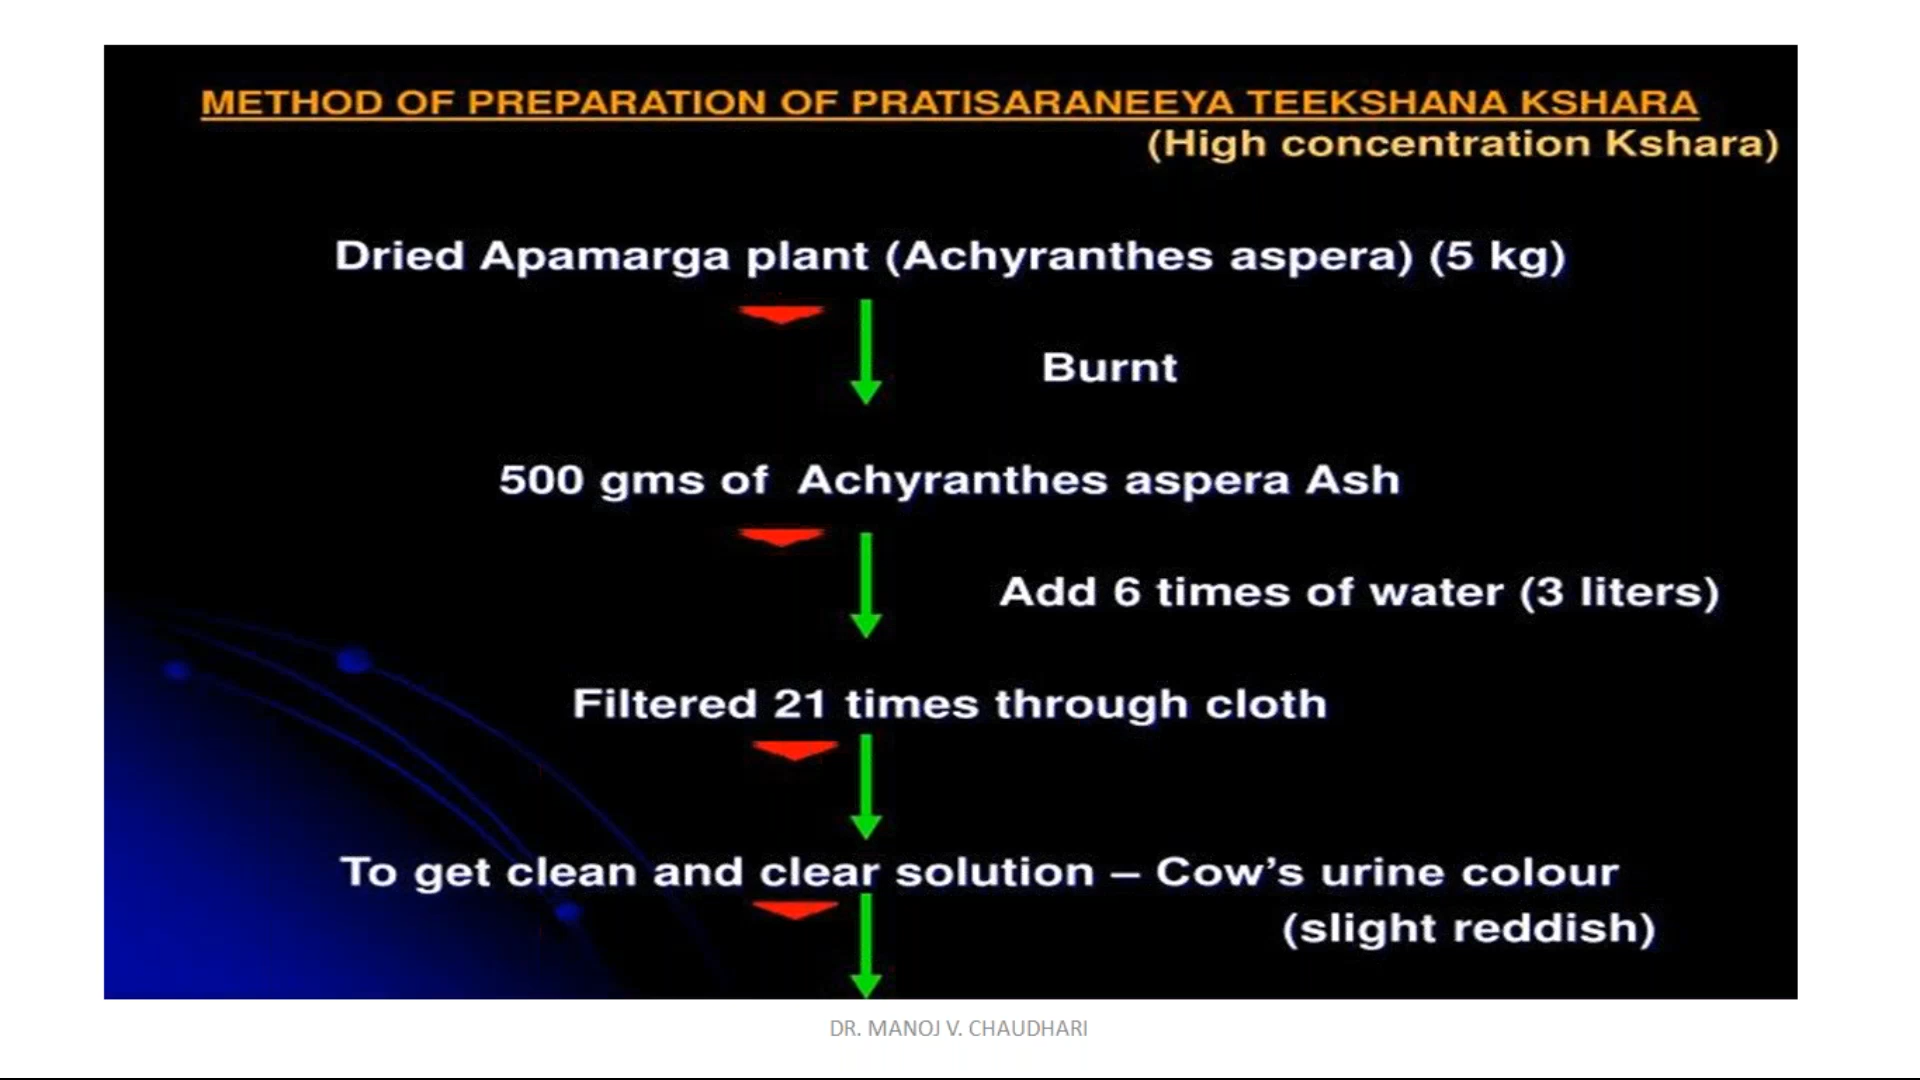 METHOD OF PREPARATION OF PRATISARANEEYA TEEKSHANA KSHARA
(High concentration Kshara)
Dried Apamarga plant (Achyranthes aspera) (5 kg)
Burnt
500 gms of Achyranthes aspera Ash
Add 6 times of water (3 liters)
Filtered 21 times through cloth
To get clean and clear solution – Cow’s urine colour
(slight reddish)
DR. MANOJ V. CHAUDHARI